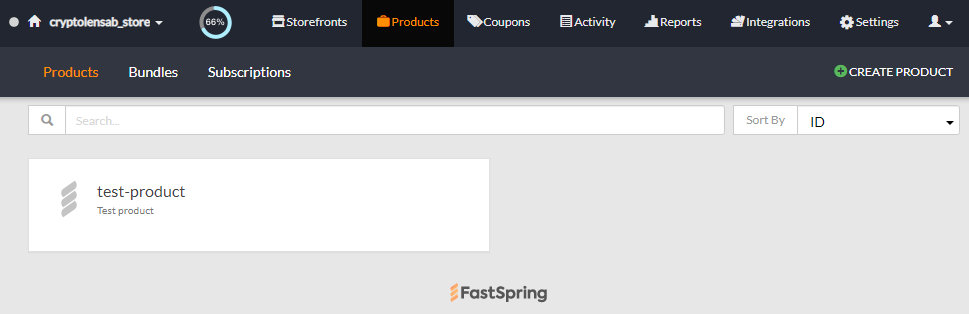 cryptolensab_store 66% Storefronts Products Coupons Activity Reports Integrations Settings
Products Bundles Subscriptions CREATE PRODUCT
Search... Sort By ID
test-product
Test product
FastSpring